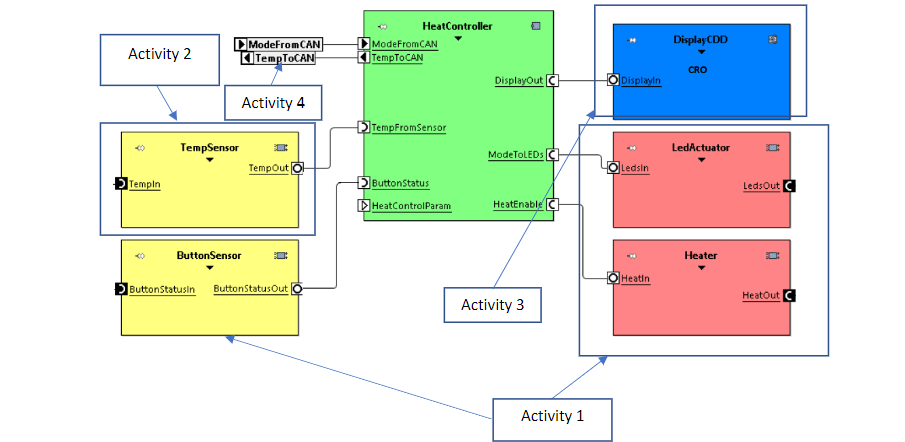 HeatController
DisplayCDD
CRO
ModeFromCAN
TempToCAN
ModeFromCAN
TempToCAN
Activity 2
Activity 4
DisplayOut
DisplayIn
TempFromSensor
TempSensor
TempOut
TempIn
ModeToLEDs
LedActuator
LedsIn
LedsOut
ButtonStatus
HeatControlParam
HeatEnable
ButtonSensor
ButtonStatusIn
ButtonStatusOut
Heater
HeatIn
HeatOut
Activity 3
Activity 1